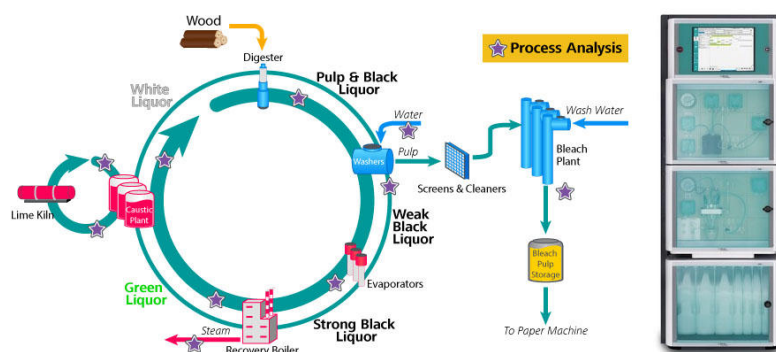 Wood
Digester
Process Analysis
White
Liquor
Pulp & Black
Liquor
Water
Wash Water
Pulp
Washers
Bleach
Plant
Screens & Cleaners
Lime Kiln
Caustic
Plant
Weak
Black
Liquor
Bleach
Pulp
Storage
Green
Liquor
Evaporators
Strong Black
Liquor
Steam
Recovery Boiler
To Paper Machine